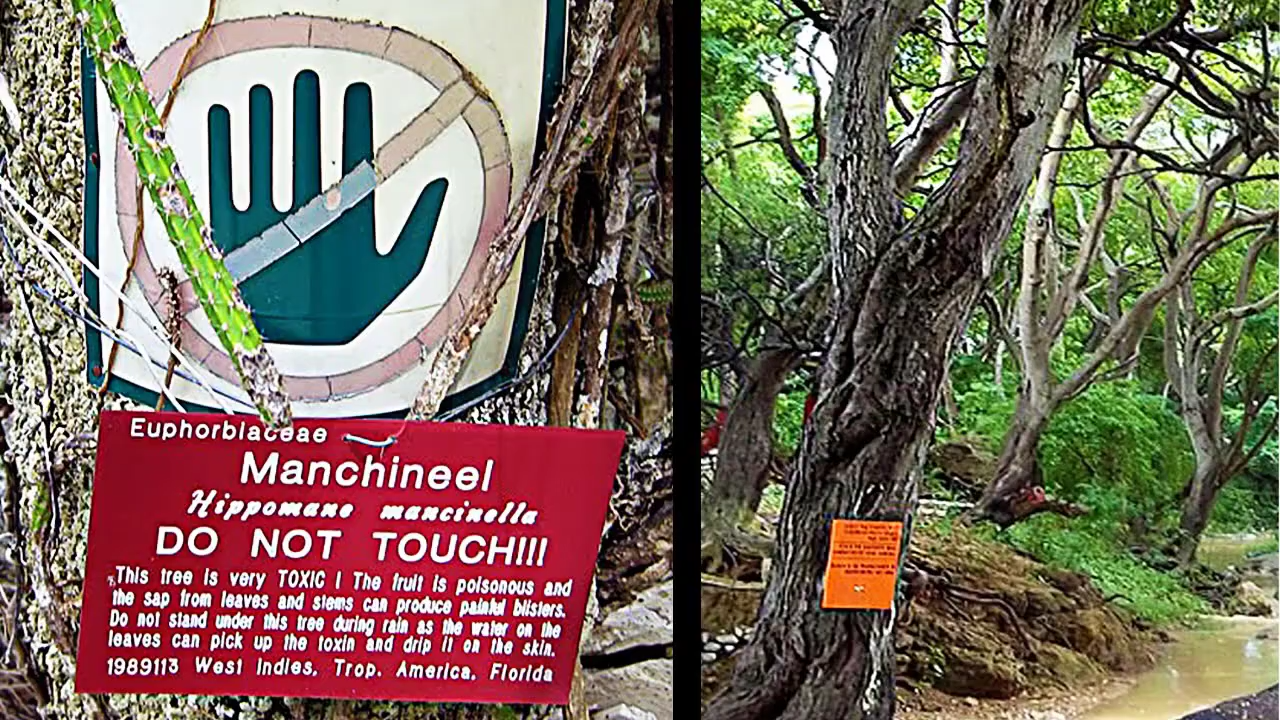 Euphorbiaceae
Manchineel
Hippomane mancinella
DO NOT TOUCH!!!
This tree is very TOXIC ! The fruit is poisonous and
the sap from leaves and stems can produce painful blisters.
Do not stand under this tree during rain as the water on the
leaves can pick up the toxin and drip it on the skin.
1989113 West Indies, Trop. America, Florida